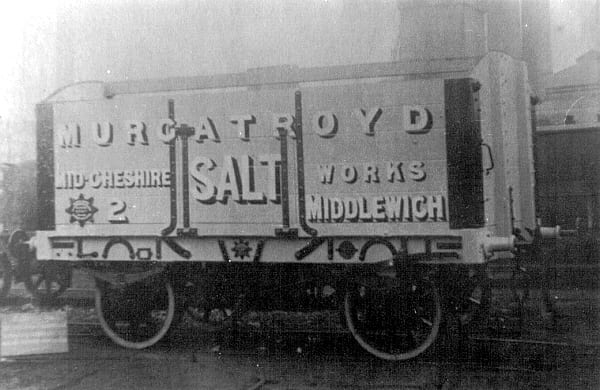 MURGATROYD
MID-CHESHIRE SALT WORKS
2 MIDDLEWICH